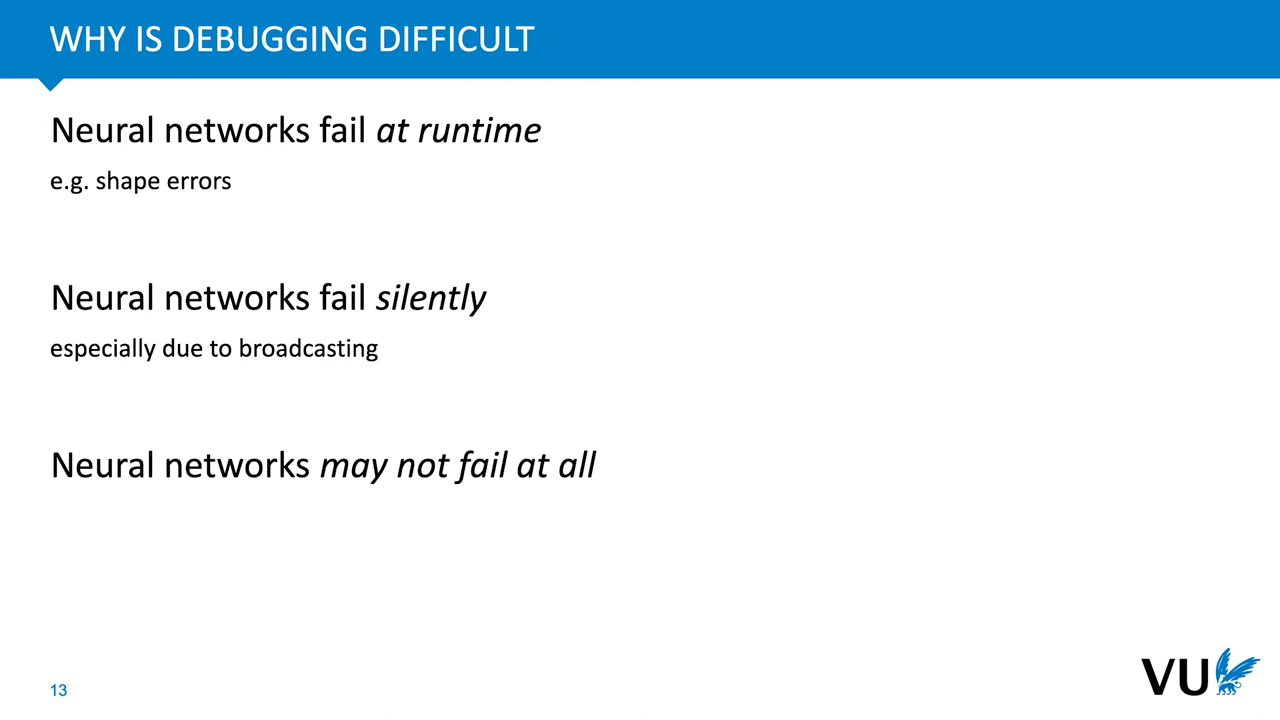 WHY IS DEBUGGING DIFFICULT
Neural networks fail at runtime
e.g. shape errors
Neural networks fail silently
especially due to broadcasting
Neural networks may not fail at all
13
VU